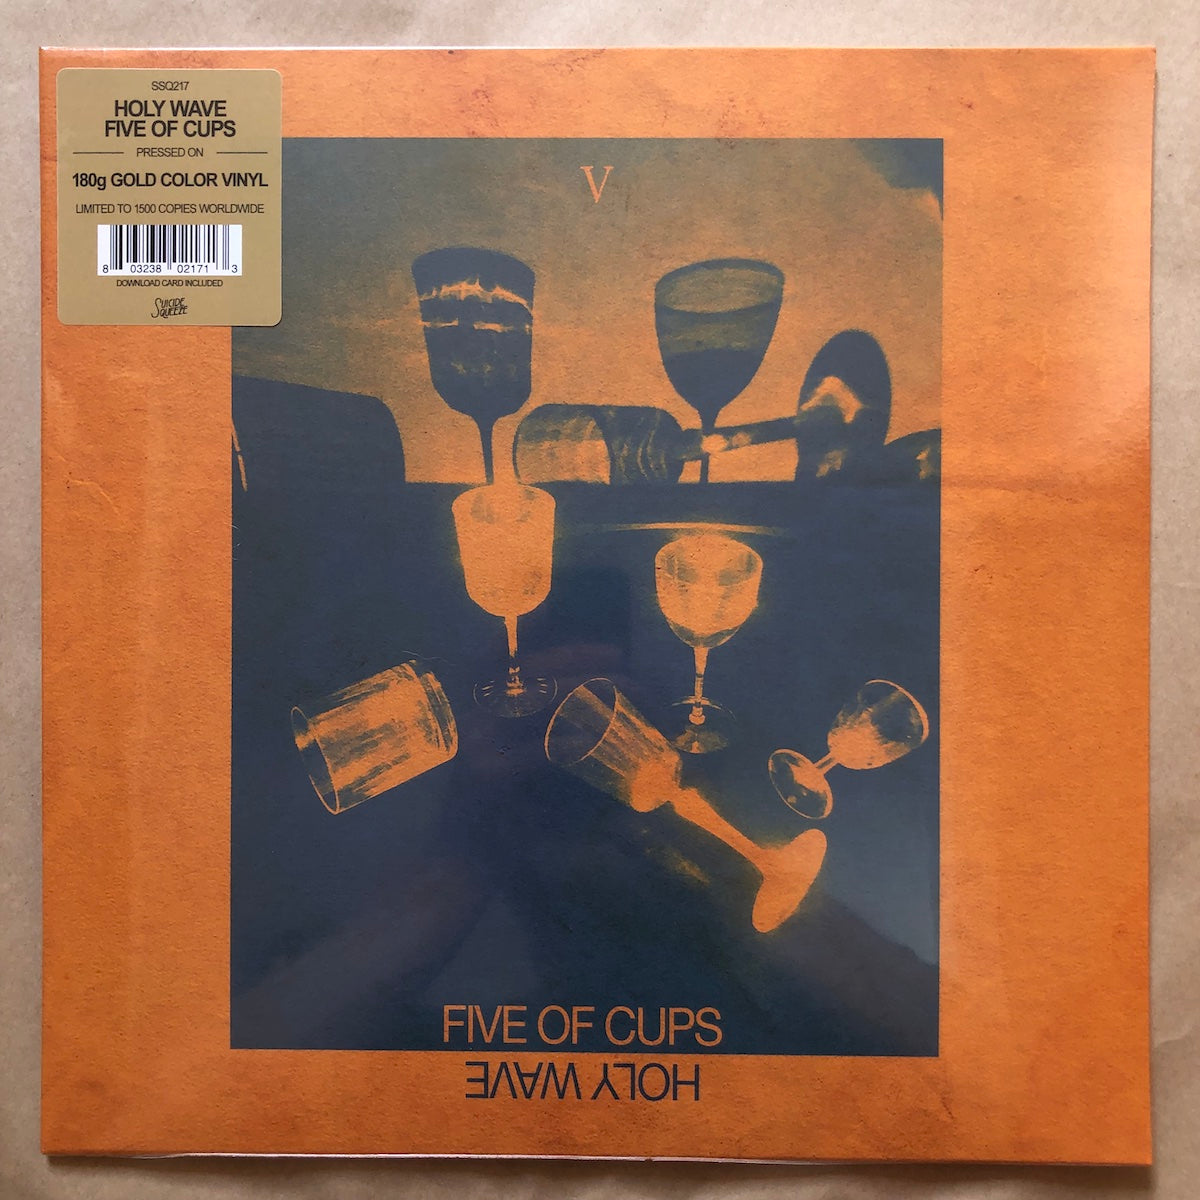 SSQ217
HOLY WAVE
FIVE OF CUPS
PRESSED ON
180g GOLD COLOR VINYL
LIMITED TO 1500 COPIES WORLDWIDE
8 03238 02171 3
DOWNLOAD CARD INCLUDED
SUICIDE
SQUEEZE
V
FIVE OF CUPS
HOLY WAVE